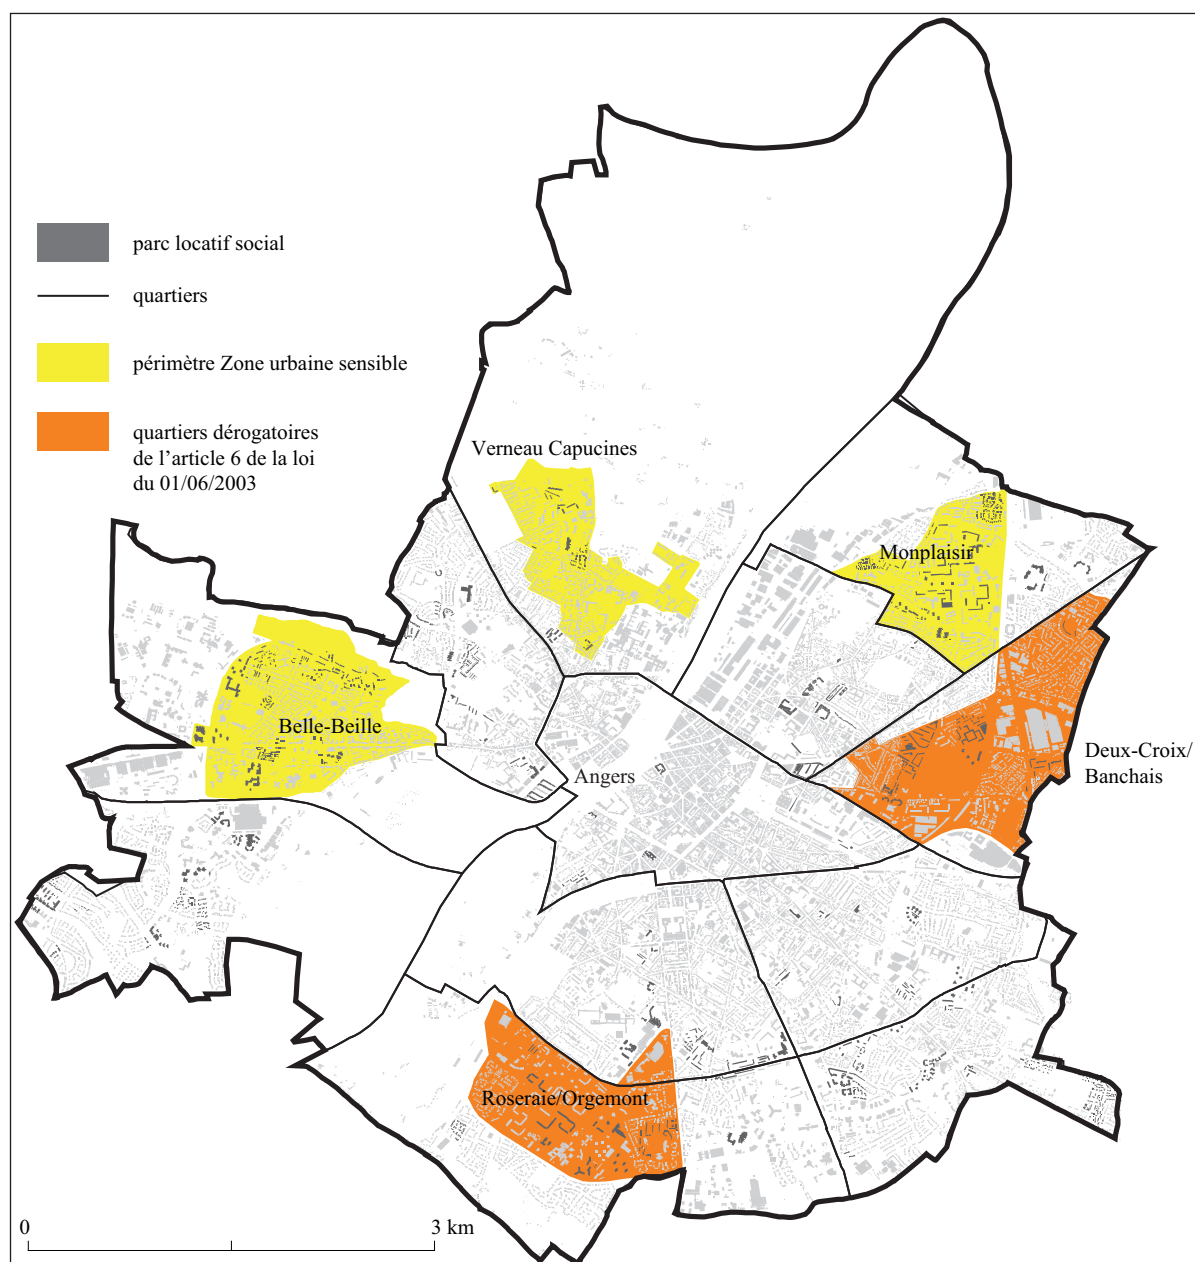 parc locatif social
quartiers
périmètre Zone urbaine sensible
quartiers dérogatoires
de l’article 6 de la loi
du 01/06/2003
Verneau Capucines
Monplaisir
Belle-Beille
Deux-Croix/
Banchais
Angers
Roseraie/Orgemont
0
3 km